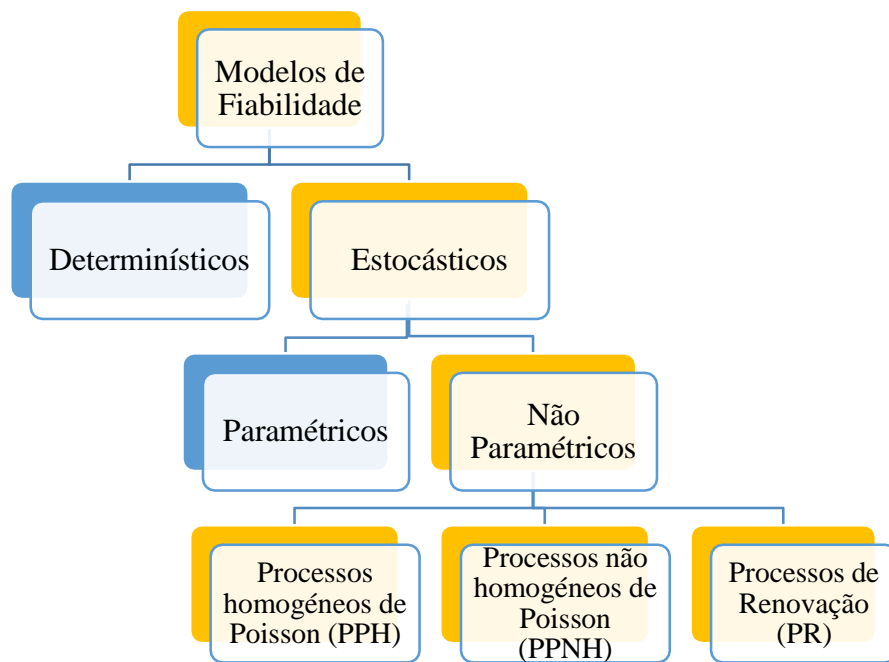 Modelos de
Fiabilidade
Determinísticos
Estocásticos
Paramétricos
Não
Paramétricos
Processos
homogéneos de
Poisson (PPH)
Processos não
homogéneos de
Poisson
(PPNH)
Processos de
Renovação
(PR)